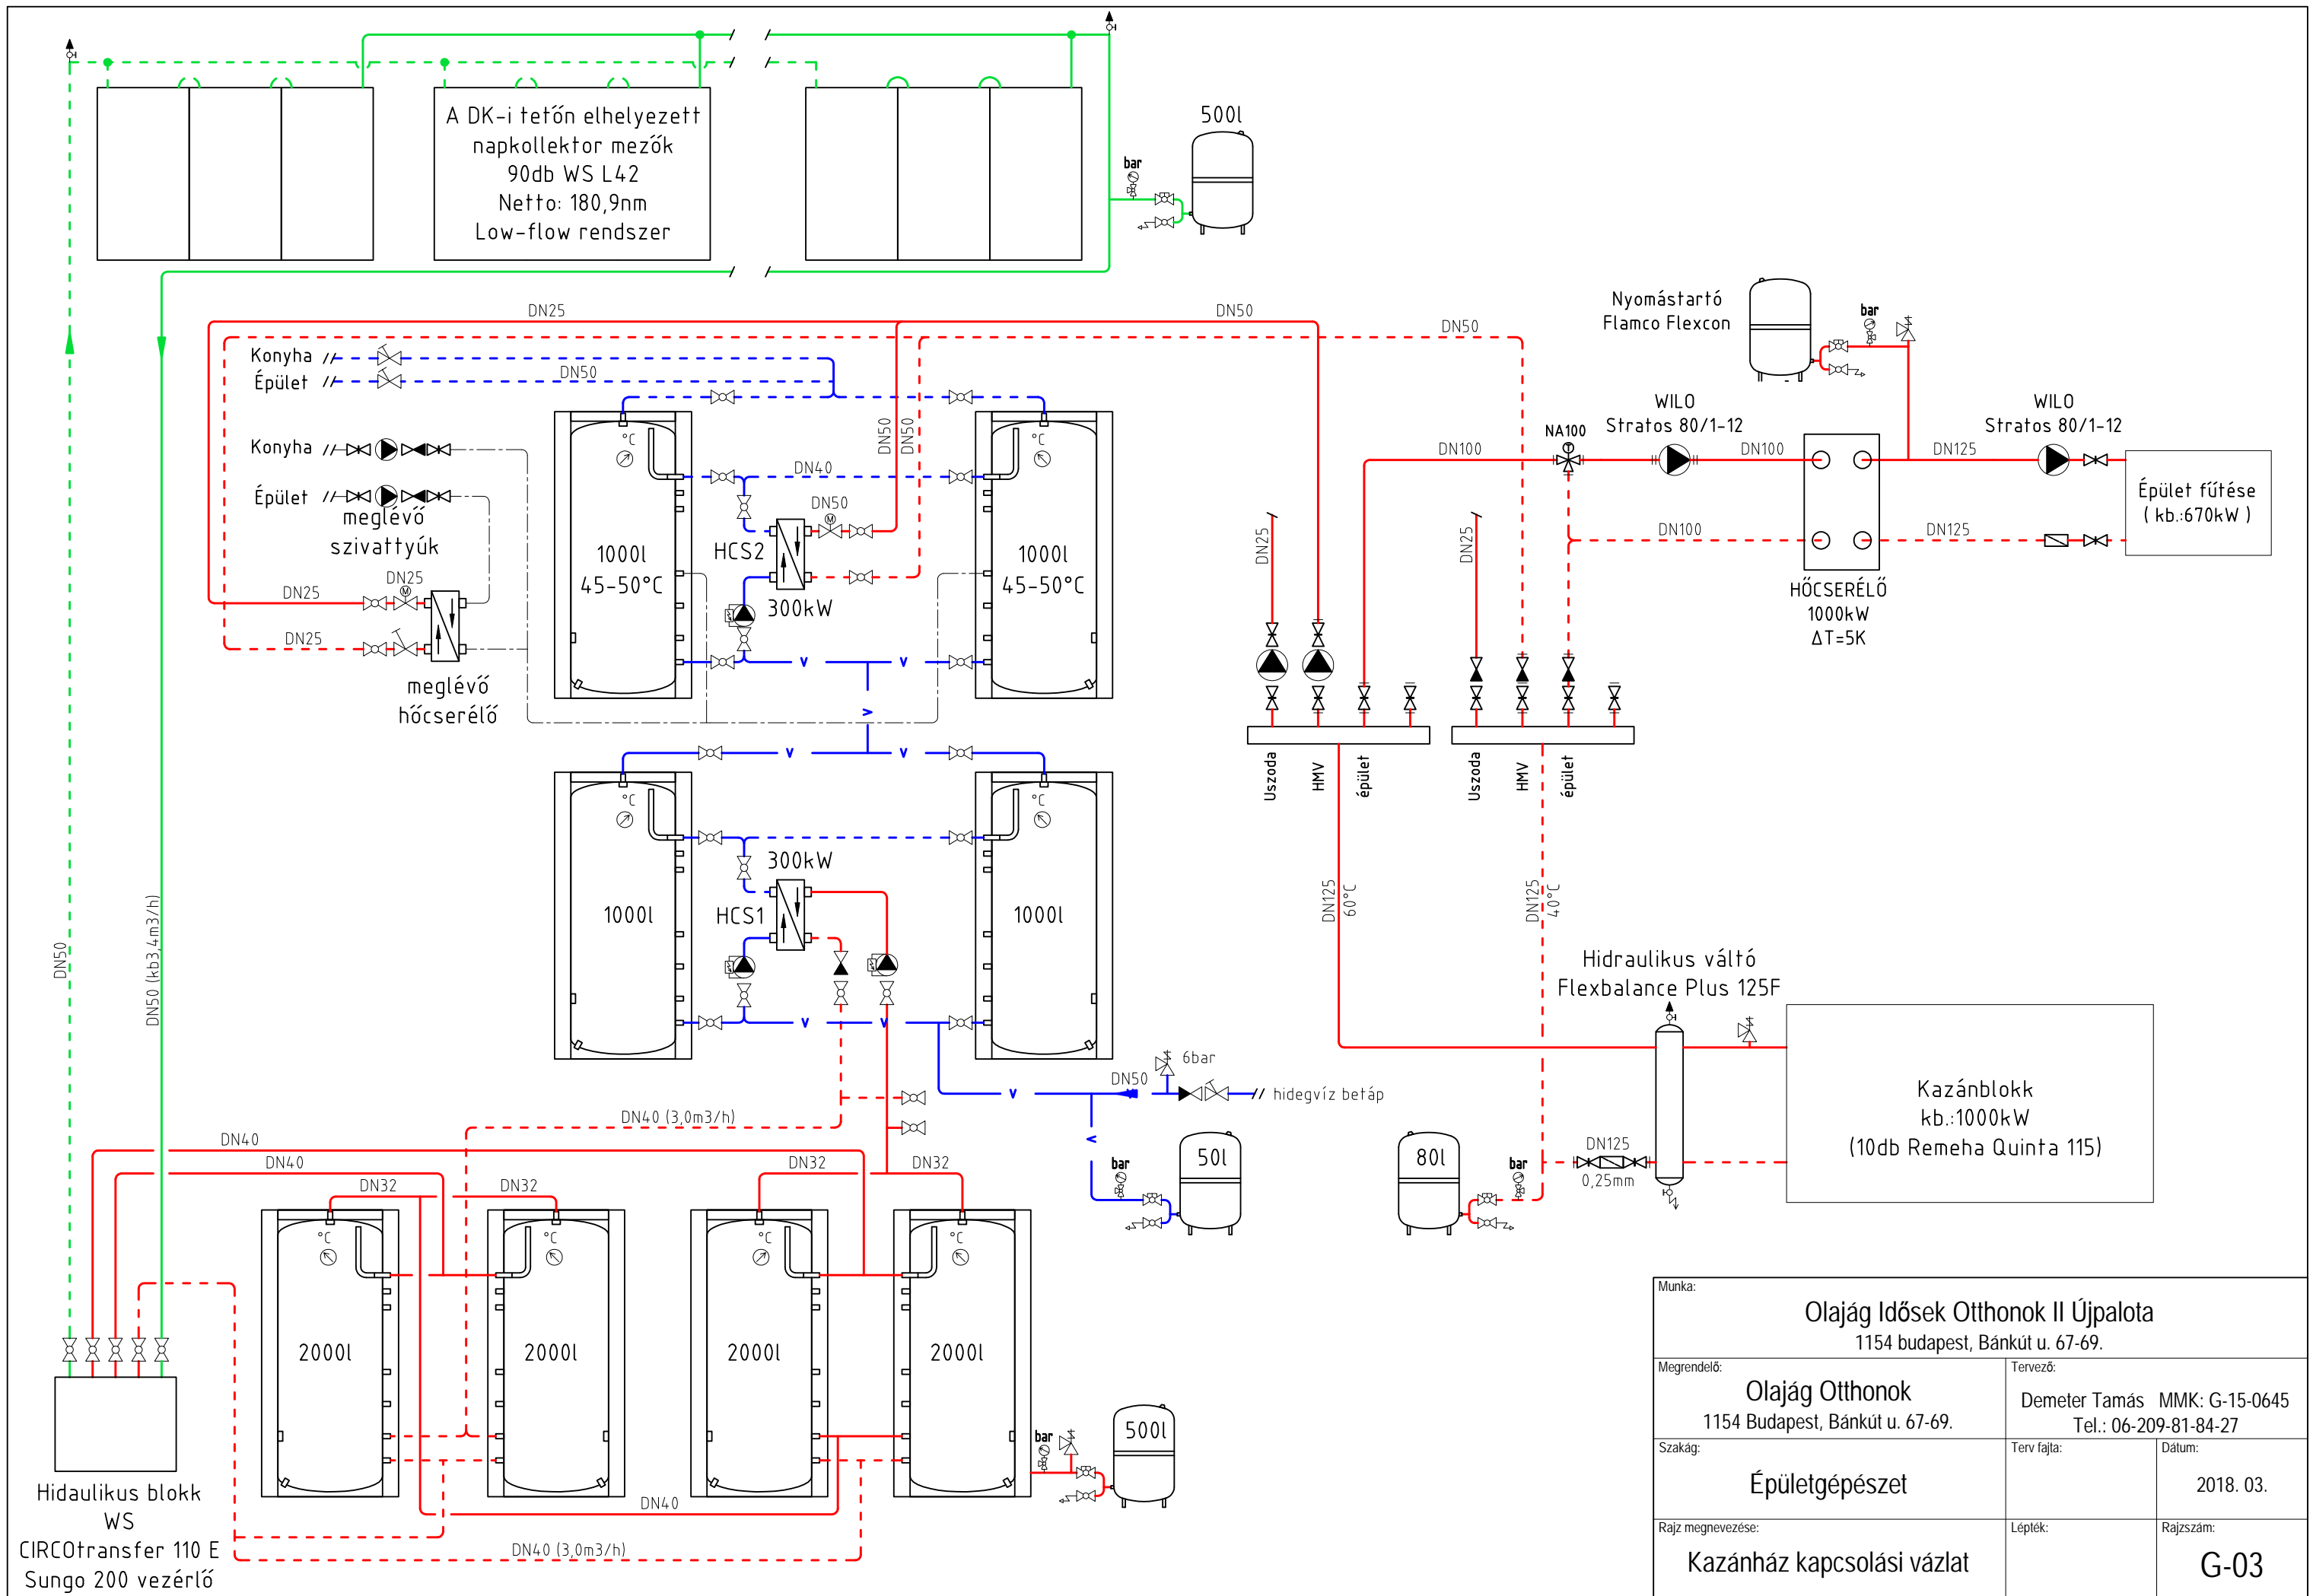 A DK-i tetőn elhelyezett
napkollektor mezők
90db WS L42
Netto: 180,9nm
Low-flow rendszer
500l
bar
DN25
DN50
DN50
Nyomástartó
Flamco Flexcon
bar
Konyha
Épület
DN50
Konyha
Épület
meglévő
szivattyúk
DN25
DN25
DN25
meglévő
hőcserélő
°C
1000l
45-50°C
DN40
DN50
DN50
DN50
HCS2
300kW
°C
1000l
45-50°C
WILO
Stratos 80/1-12
NA100
DN100
DN100
DN100
WILO
Stratos 80/1-12
DN125
DN125
Épület fűtése
( kb.:670kW )
HŐCSERÉLŐ
1000kW
ΔT=5K
DN25
DN25
Uszoda
HMV
épület
Uszoda
HMV
épület
V
V
V
V
V
°C
1000l
300kW
HCS1
°C
1000l
V
V
DN125
60°C
DN125
40°C
DN50
DN50 (kb3,4m3/h)
Hidraulikus váltó
Flexbalance Plus 125F
Kazánblokk
kb.:1000kW
(10db Remeha Quinta 115)
DN125
0,25mm
6bar
DN50
V
hidegvíz betáp
V
bar
50l
80l
bar
DN40 (3,0m3/h)
DN40
DN40
DN32
DN32
DN32
DN32
°C
2000l
°C
2000l
°C
2000l
°C
2000l
bar
500l
DN40
DN40 (3,0m3/h)
Hidaulikus blokk
WS
CIRCOtransfer 110 E
Sungo 200 vezérlő
Munka:
Olajág Idősek Otthonok II Újpalota
1154 budapest, Bánkút u. 67-69.
Megrendelő:
Olajág Otthonok
1154 Budapest, Bánkút u. 67-69.
Tervező:
Demeter Tamás MMK: G-15-0645
Tel.: 06-209-81-84-27
Szakág:
Épületgépészet
Terv fajta:
Dátum:
2018. 03.
Rajz megnevezése:
Kazánház kapcsolási vázlat
Lépték:
Rajzszám:
G-03